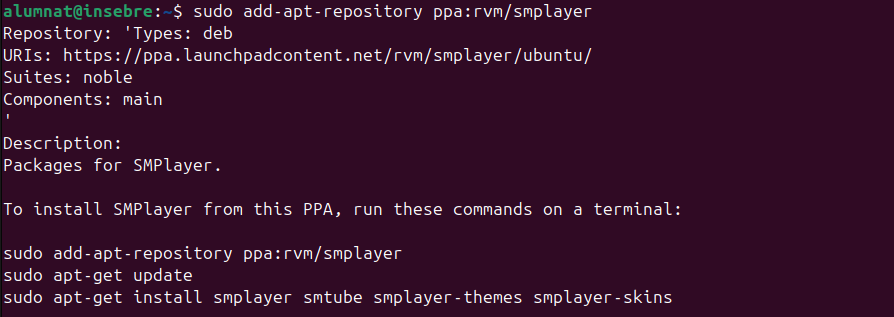 alumnat@insebre:~$ sudo add-apt-repository ppa:rvm/smplayer
Repository: 'Types: deb
URIs: https://ppa.launchpadcontent.net/rvm/smplayer/ubuntu/
Suites: noble
Components: main
'
Description:
Packages for SMPlayer.

To install SMPlayer from this PPA, run these commands on a terminal:

sudo add-apt-repository ppa:rvm/smplayer
sudo apt-get update
sudo apt-get install smplayer smtube smplayer-themes smplayer-skins